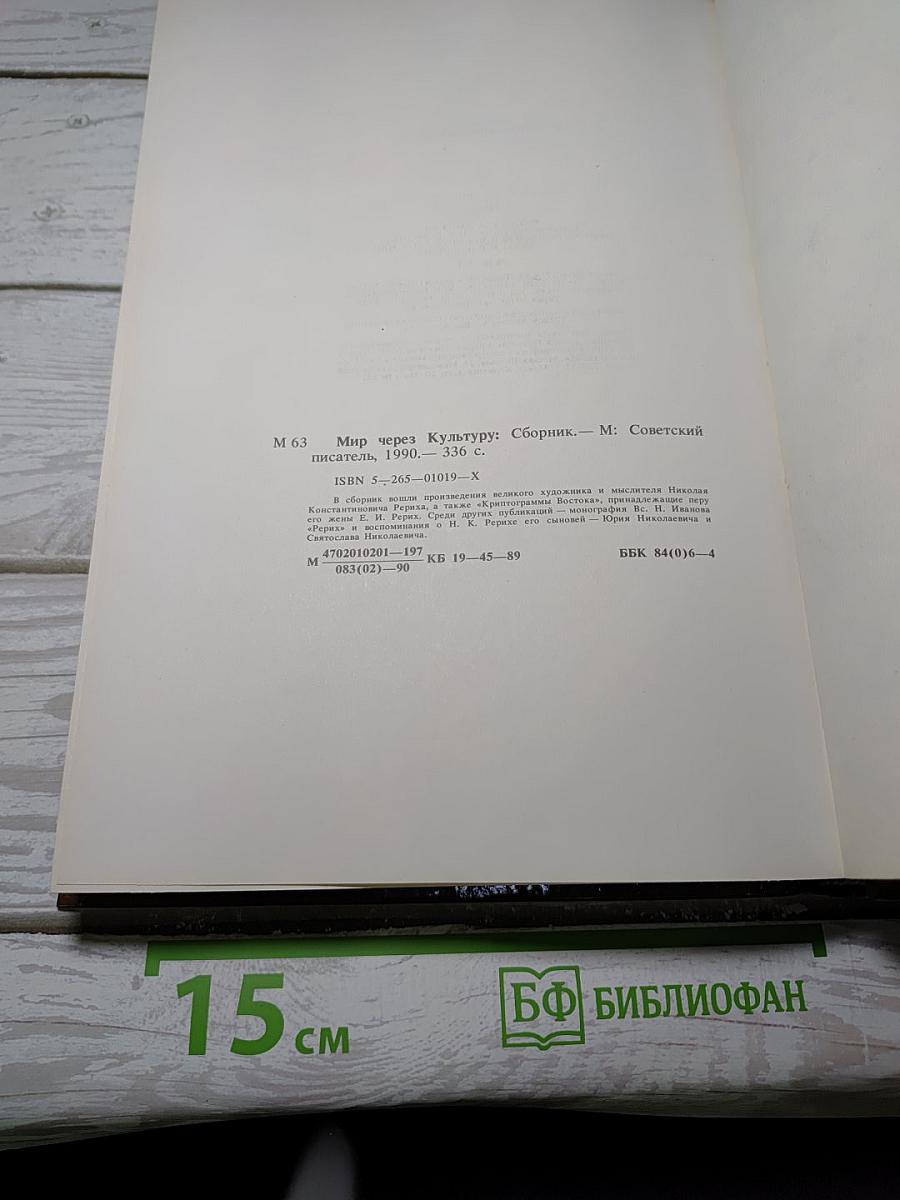 М 63 Мир через Культуру: Сборник.— М: Советский
писатель, 1990.— 336 с.
ISBN 5—265—01019—X
В сборник вошли произведения великого художника и мыслителя Николая
Константиновича Рериха, а также «Криптограммы Востока», принадлежащие перу
его жены Е. И. Рерих. Среди других публикаций — монография Вс. Н. Иванова
«Рерих» и воспоминания о Н. К. Рерихе его сыновей — Юрия Николаевича и
Святослава Николаевича.
М 4702010201—197 КБ 19—45—89 ББК 84(0)6—4
083(02)—90
15 см БФ БИБЛИОФАН